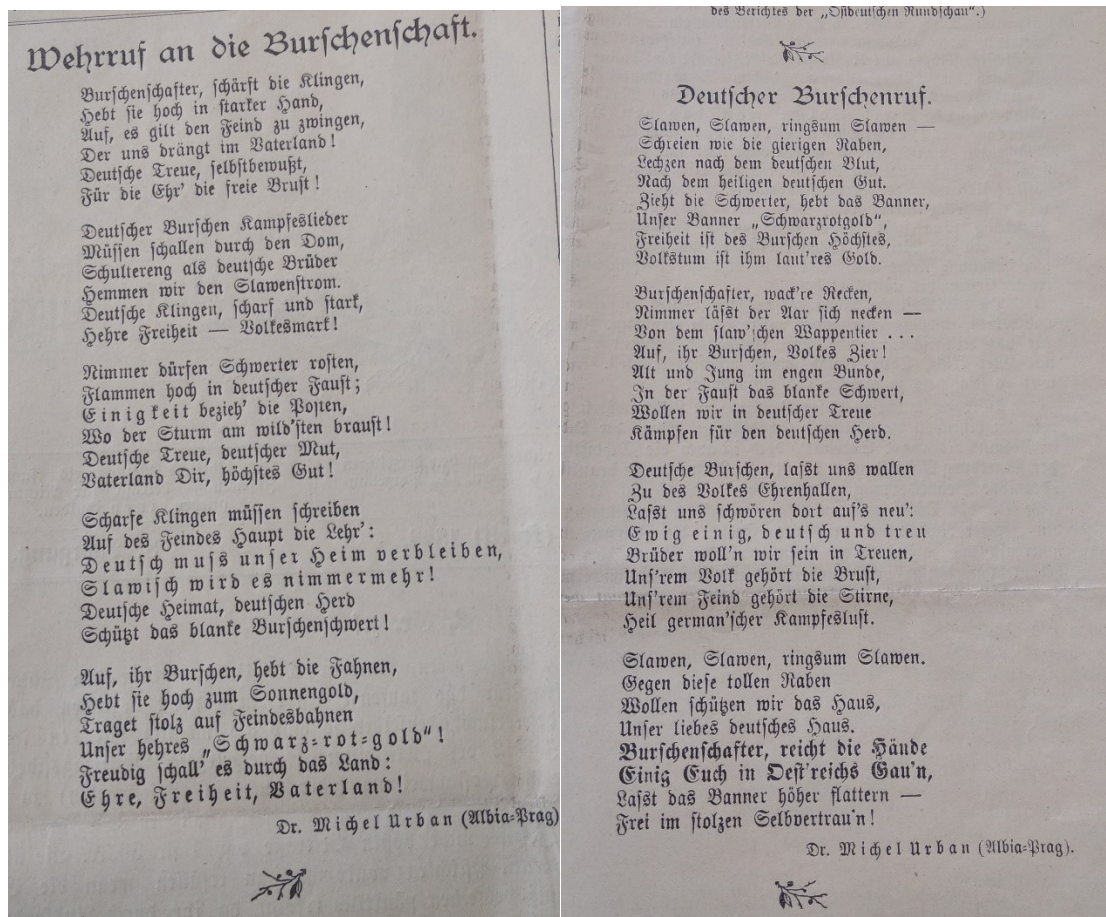 Wehrruf an die Burschenschaft.
Burschenschafter, schärft die Klingen,
Hebt sie hoch in starker Hand,
Auf, es gilt den Feind zu zwingen,
Der uns drängt im Vaterland!
Deutsche Treue, selbstbewußt,
Für die Ehr' die freie Brust!
Deutscher Burschen Kampfeslieder
Müssen schallen durch den Dom,
Schultereng als deutsche Brüder
Hemmen wir den Slawenstrom.
Deutsche Klingen, scharf und stark,
Hehre Freiheit — Volkesmark!
Nimmer dürfen Schwerter rosten,
Flammen hoch in deutscher Faust;
Einigkeit bezieh' die Posten,
Wo der Sturm am wild'sten braust!
Deutsche Treue, deutscher Mut,
Vaterland Dir, höchstes Gut!
Scharfe Klingen müssen schreiben
Auf des Feindes Haupt die Lehr':
Deutsch muss unser Heim verbleiben,
Slawisch wird es nimmermehr!
Deutsche Heimat, deutschen Herd
Schützt das blanke Burschenschwert!
Auf, ihr Burschen, hebt die Fahnen,
Hebt sie hoch zum Sonnengold,
Traget stolz auf Feindesbahnen
Unser hehres „Schwarz-rot-gold"!
Freudig schall' es durch das Land:
Ehre, Freiheit, Vaterland!
Dr. Michel Urban (Albia-Prag)
des Berichtes der „Ostdeutschen Rundschau".)
Deutscher Burschenruf.
Slawen, Slawen, ringsum Slawen —
Schreien wie die gierigen Raben,
Lechzen nach dem deutschen Blut,
Nach dem heiligen deutschen Gut.
Zieht die Schwerter, hebt das Banner,
Unser Banner „Schwarzrotgold",
Freiheit ist des Burschen Höchstes,
Volkstum ist ihm laut'res Gold.
Burschenschafter, wack're Recken,
Nimmer läßt der Aar sich necken —
Von dem slaw'schen Wappentier . . .
Auf, ihr Burschen, Volkes Zier!
Alt und Jung im engen Bunde,
In der Faust das blanke Schwert,
Wollen wir in deutscher Treue
Kämpfen für den deutschen Herd.
Deutsche Burschen, lasst uns wallen
Zu des Volkes Ehrenhallen,
Lasst uns schwören dort auf's neu':
Ewig einig, deutsch und treu
Brüder woll'n wir sein in Treuen,
Uns'rem Volk gehört die Brust,
Uns'rem Feind gehört die Stirne,
Heil german'scher Kampfeslust.
Slawen, Slawen, ringsum Slawen.
Gegen diese tollen Raben
Wollen schützen wir das Haus,
Unser liebes deutsches Haus.
Burschenschafter, reicht die Hände
Einig Euch in Oest'reichs Gau'n,
Lasst das Banner höher flattern —
Frei im stolzen Selbvertrau'n!
Dr. Michel Urban (Albia-Prag).